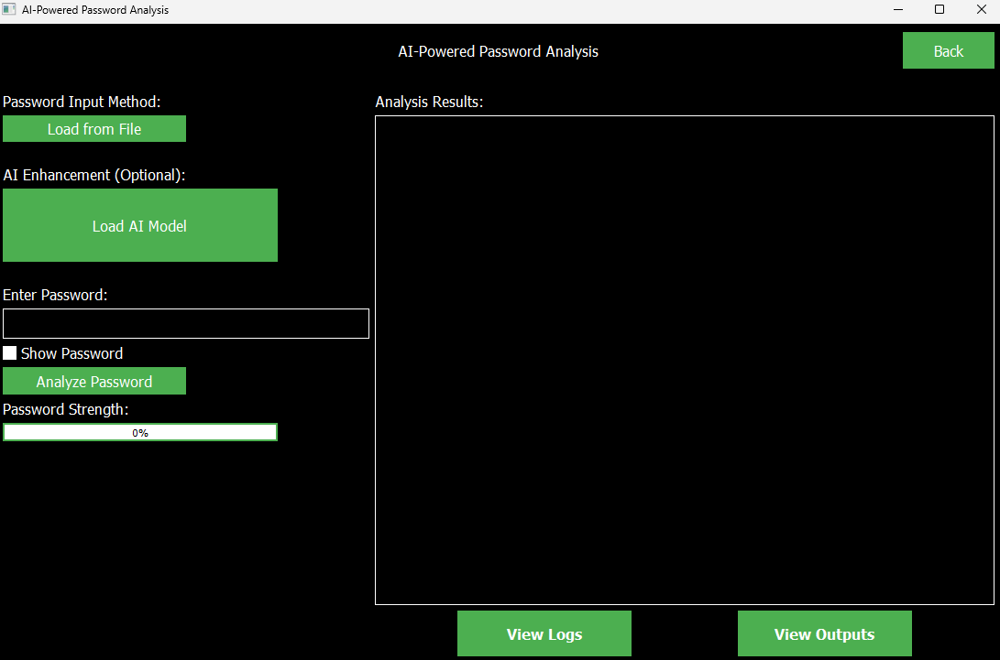 AI-Powered Password Analysis
AI-Powered Password Analysis
Back
Password Input Method:
Load from File
AI Enhancement (Optional):
Load AI Model
Enter Password:
Show Password
Analyze Password
Password Strength:
0%
Analysis Results:
View Logs
View Outputs